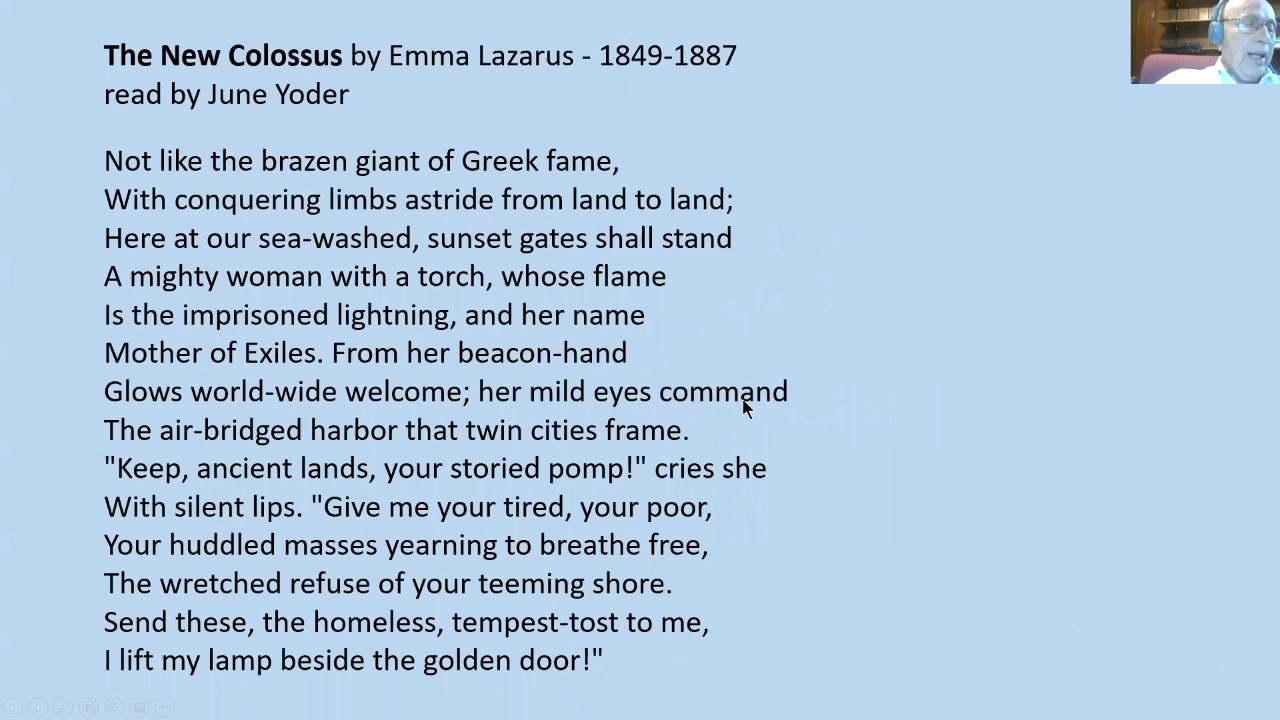 The New Colossus by Emma Lazarus - 1849-1887
read by June Yoder
Not like the brazen giant of Greek fame,
With conquering limbs astride from land to land;
Here at our sea-washed, sunset gates shall stand
A mighty woman with a torch, whose flame
Is the imprisoned lightning, and her name
Mother of Exiles. From her beacon-hand
Glows world-wide welcome; her mild eyes command
The air-bridged harbor that twin cities frame.
"Keep, ancient lands, your storied pomp!" cries she
With silent lips. "Give me your tired, your poor,
Your huddled masses yearning to breathe free,
The wretched refuse of your teeming shore.
Send these, the homeless, tempest-tost to me,
I lift my lamp beside the golden door!"